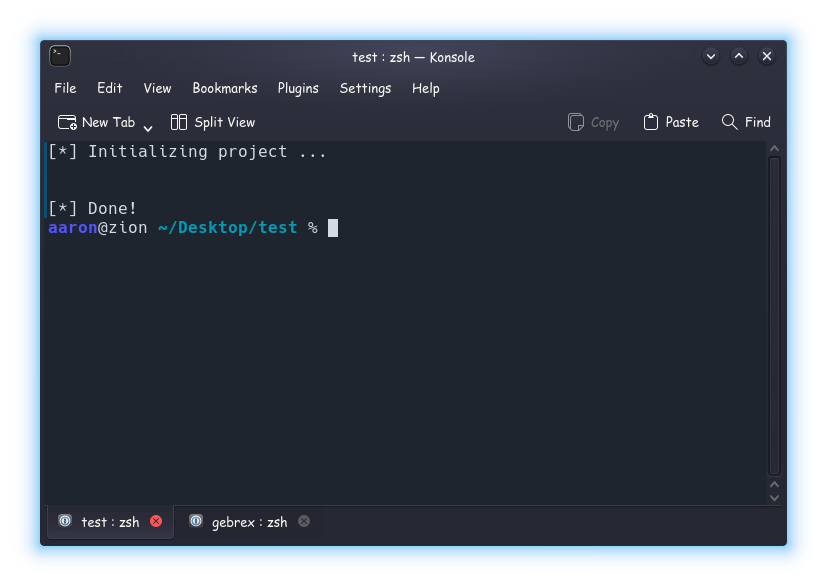 test : zsh — Konsole
File Edit View Bookmarks Plugins Settings Help
New Tab Split View Copy Paste Find
[*] Initializing project ...
[*] Done!
aaron@zion ~/Desktop/test %
test : zsh gebrex : zsh